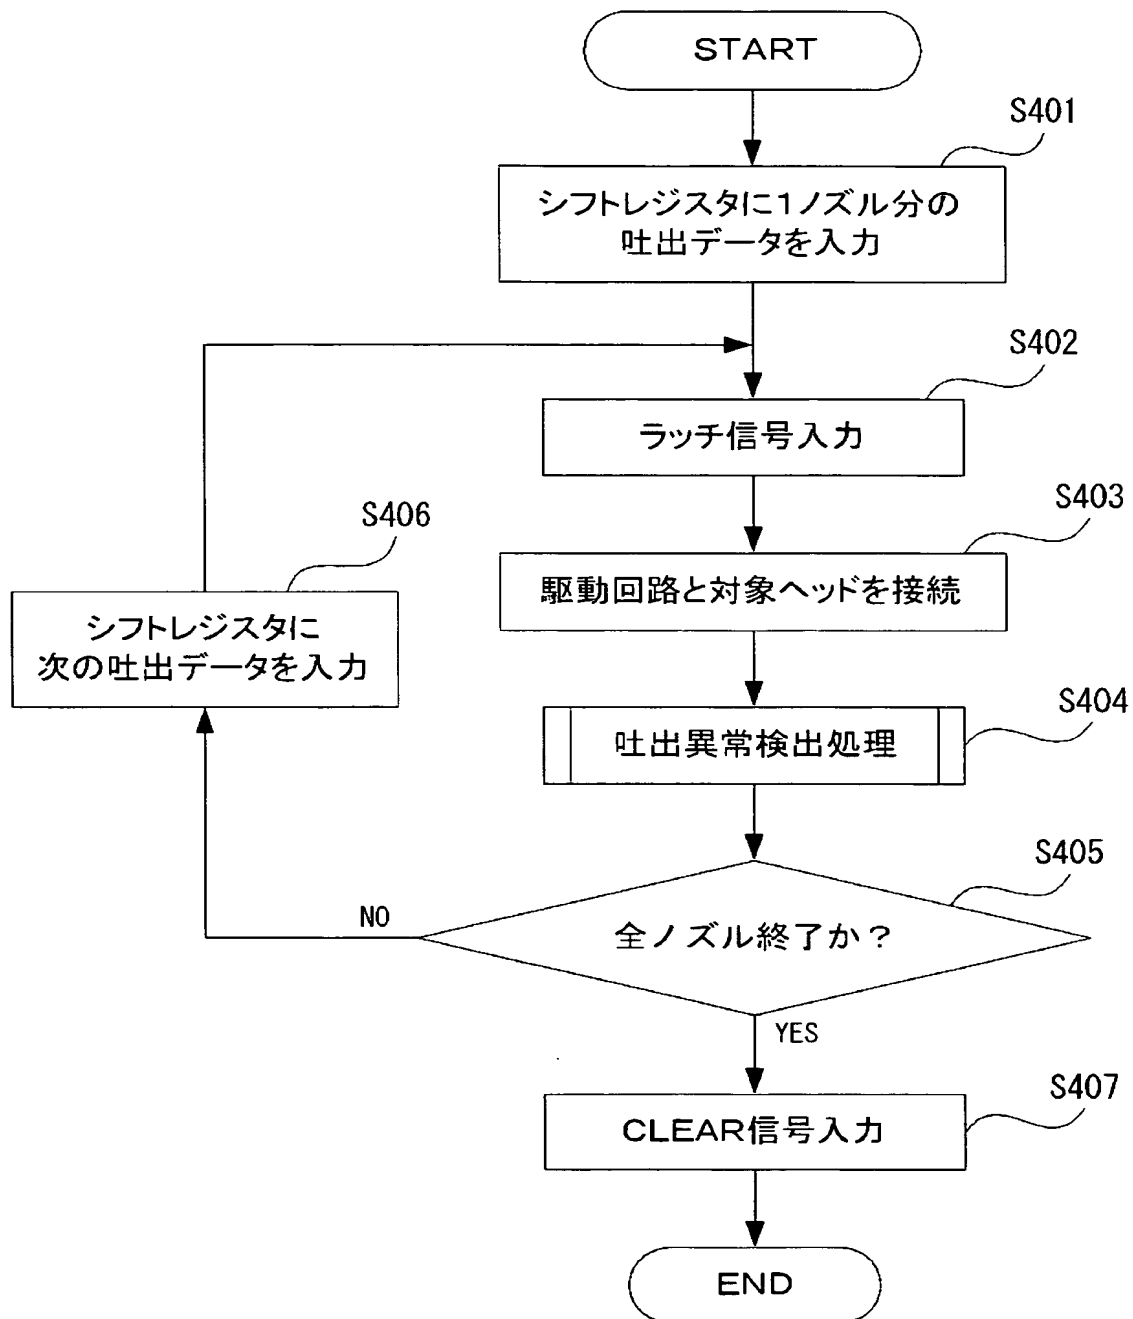 START
S401
シフトレジスタに1ノズル分の
吐出データを入力
S402
ラッチ信号入力
S403
駆動回路と対象ヘッドを接続
S406
シフトレジスタに
次の吐出データを入力
S404
吐出異常検出処理
S405
全ノズル終了か?
NO
YES
S407
CLEAR信号入力
END